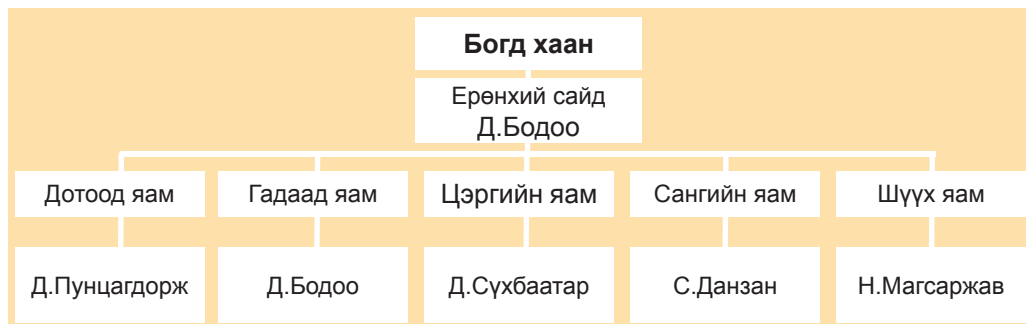 Богд хаан
Ерөнхий сайд
Д.Бодоо
Дотоод яам
Гадаад яам
Цэргийн яам
Сангийн яам
Шүүх яам
Д.Пунцагдорж
Д.Бодоо
Д.Сүхбаатар
С.Данзан
Н.Магсаржав